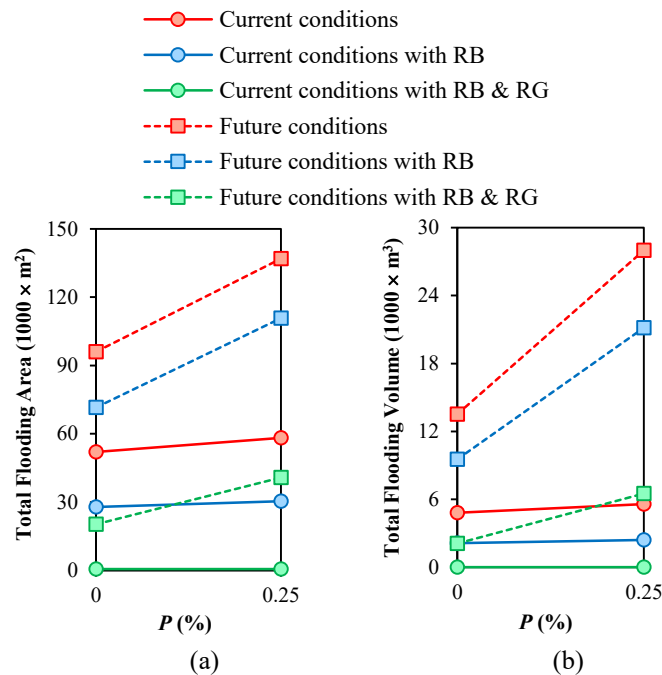 Current conditions
Current conditions with RB
Current conditions with RB & RG
Future conditions
Future conditions with RB
Future conditions with RB & RG
Total Flooding Area (1000 × m²)
150
120
90
60
30
0
0 0.25
P (%)
(a)
Total Flooding Volume (1000 × m³)
30
24
18
12
6
0
0 0.25
P (%)
(b)